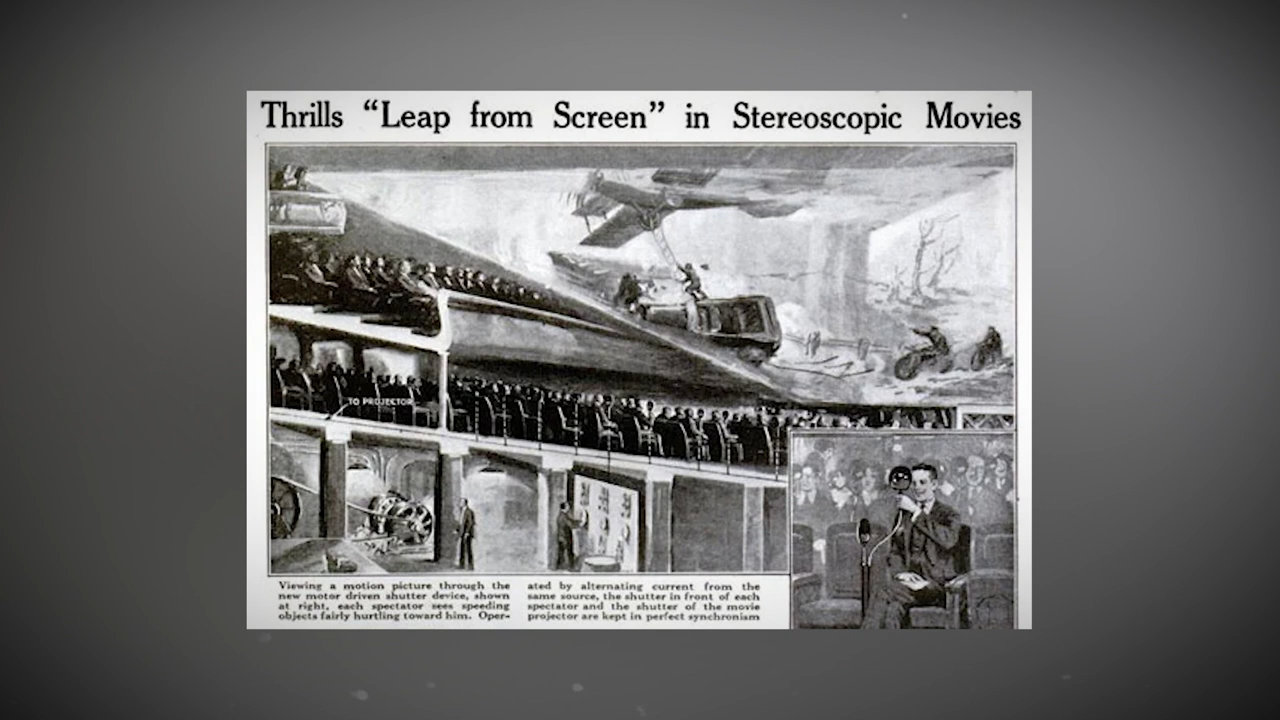 Thrills “Leap from Screen” in Stereoscopic Movies
TO PROJECTOR
Viewing a motion picture through the
new motor driven shutter device, shown
at right, each spectator sees speeding
objects fairly hurtling toward him. Oper-
ated by alternating current from the
same source, the shutter in front of each
spectator and the shutter of the movie
projector are kept in perfect synchronism